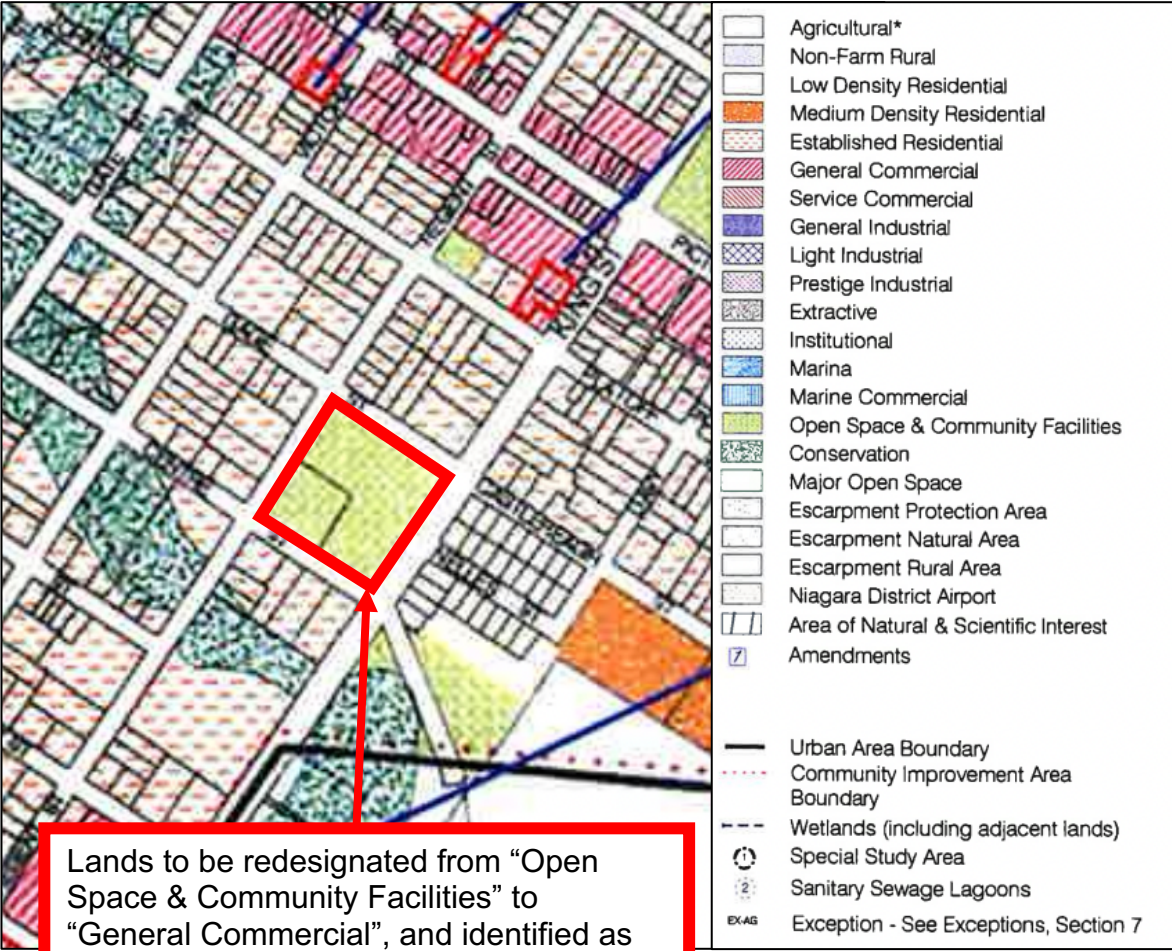 Agricultural*
Non-Farm Rural
Low Density Residential
Medium Density Residential
Established Residential
General Commercial
Service Commercial
General Industrial
Light Industrial
Prestige Industrial
Extractive
Institutional
Marina
Marine Commercial
Open Space & Community Facilities
Conservation
Major Open Space
Escarpment Protection Area
Escarpment Natural Area
Escarpment Rural Area
Niagara District Airport
Area of Natural & Scientific Interest
7 Amendments
Urban Area Boundary
Community Improvement Area
Boundary
Wetlands (including adjacent lands)
1 Special Study Area
2 Sanitary Sewage Lagoons
EX-AG Exception - See Exceptions, Section 7
Lands to be redesignated from “Open
Space & Community Facilities” to
“General Commercial”, and identified as